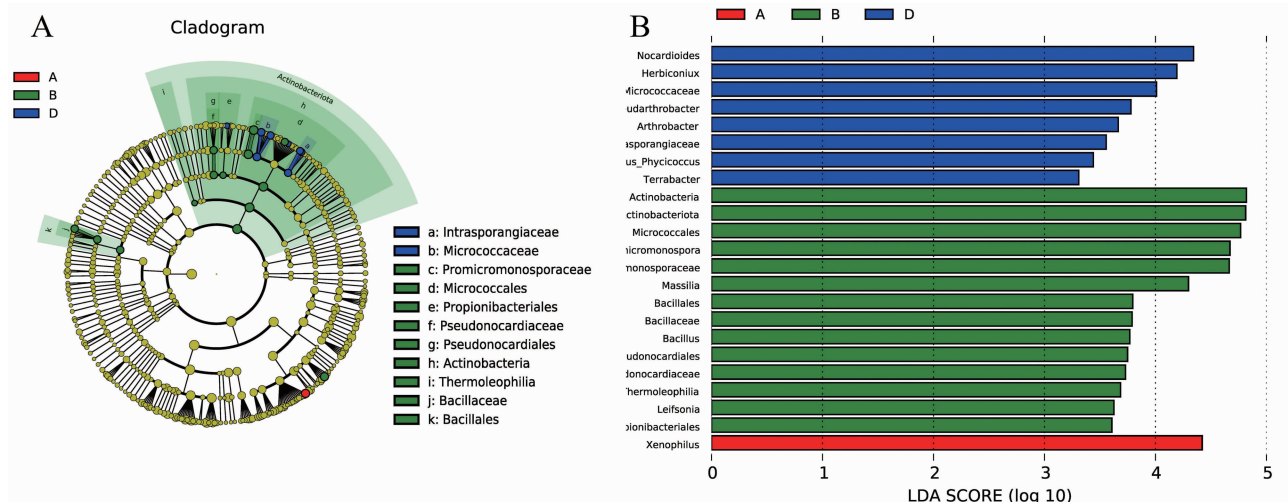 A
Cladogram
A
B
D
Actinobacteriota
l
g
e
h
f
c
b
d
a
k
j
a: Intrasporangiaceae
b: Micrococcaceae
c: Promicromonosporaceae
d: Micrococcales
e: Propionibacteriales
f: Pseudonocardiaceae
g: Pseudonocardiales
h: Actinobacteria
i: Thermoleophilia
j: Bacillaceae
k: Bacillales
B
A B D
Nocardioides
Herbiconiux
Micrococcaceae
udarthrobacter
Arthrobacter
asporangiaceae
us_Phycicoccus
Terrabacter
Actinobacteria
ctinobacteriota
Micrococcales
micromonospora
monosporaceae
Massilia
Bacillales
Bacillaceae
Bacillus
udonocardiales
donocardiaceae
Thermoleophilia
Leifsonia
pionibacteriales
Xenophilus
0 1 2 3 4 5
LDA SCORE (log 10)